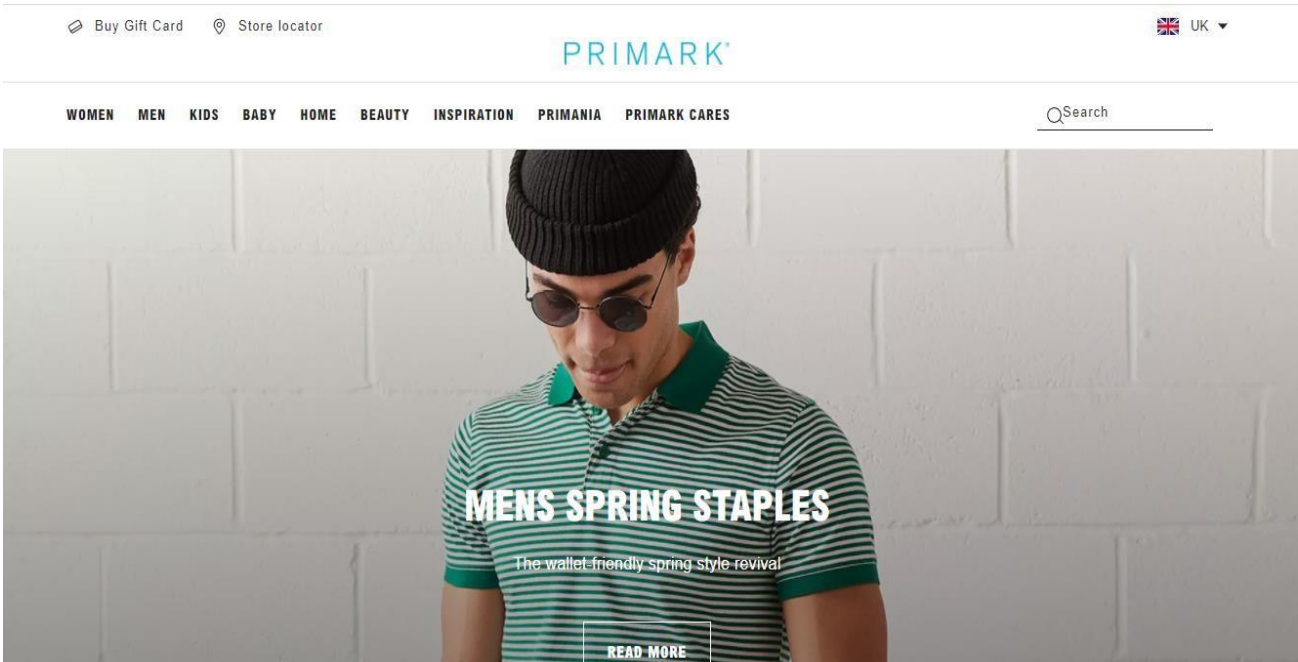 Buy Gift Card Store locator
UK
PRIMARK®
WOMEN MEN KIDS BABY HOME BEAUTY INSPIRATION PRIMANIA PRIMARK CARES
Search
MENS SPRING STAPLES
The wallet-friendly spring style revival
READ MORE